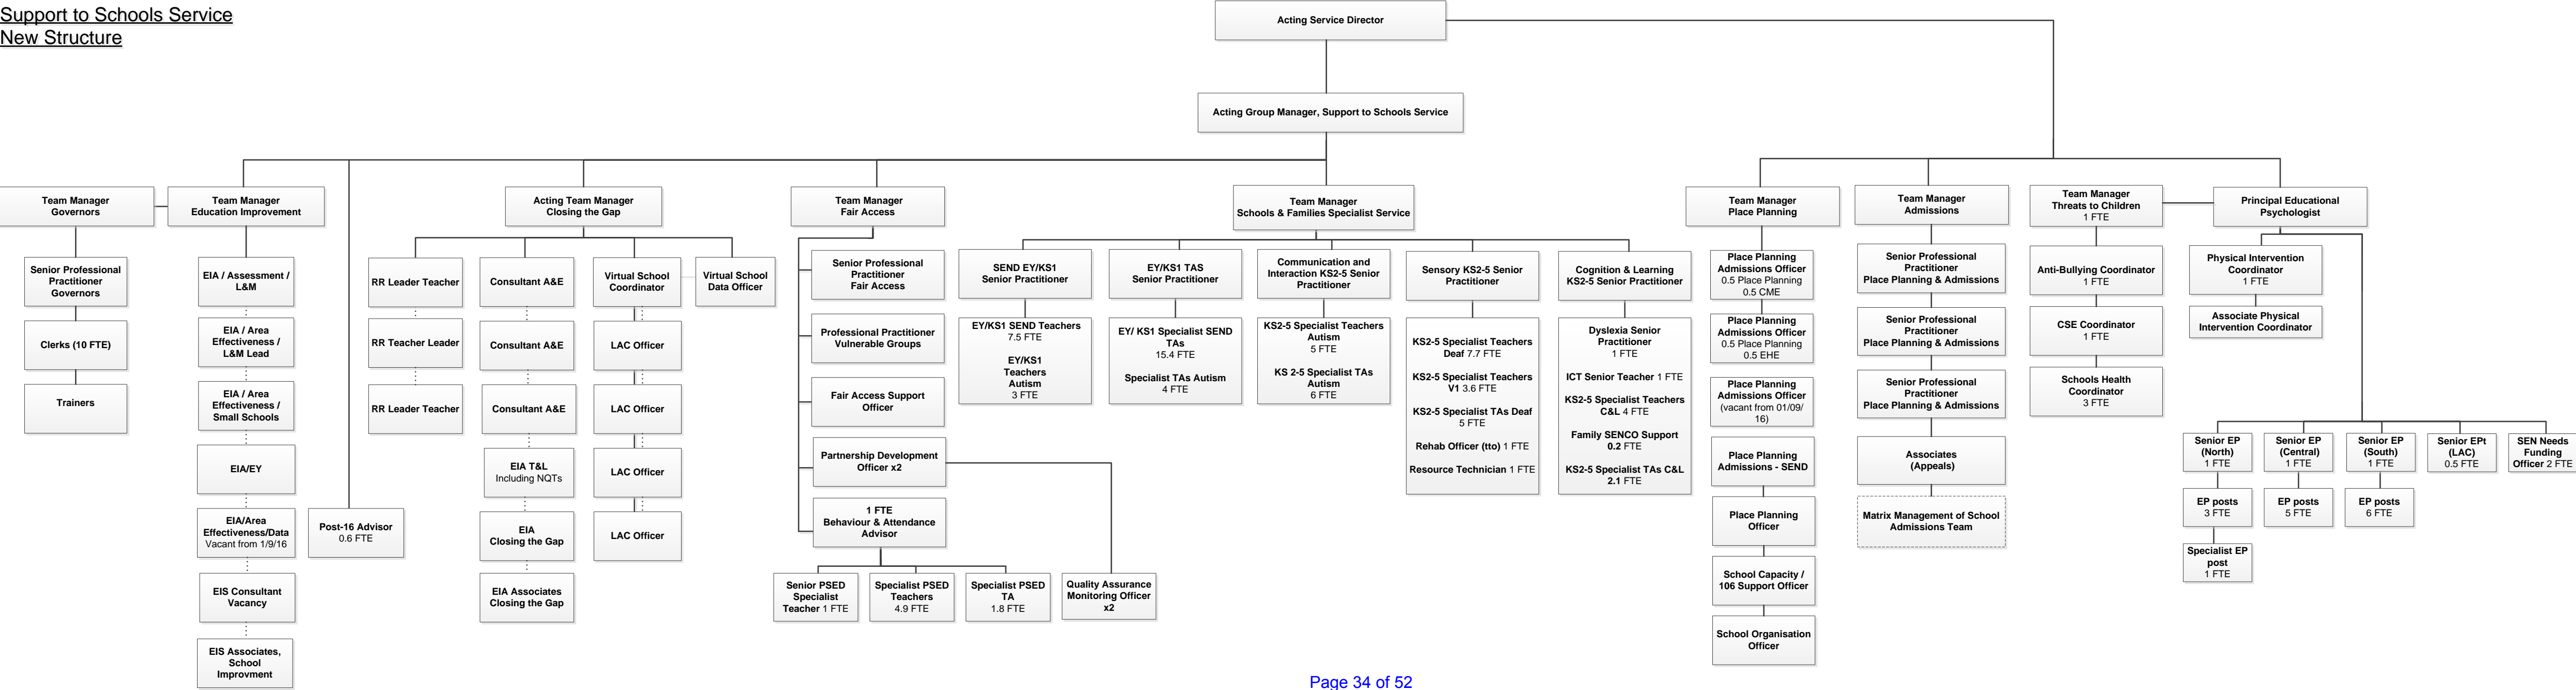 Support to Schools Service
New Structure
Acting Service Director
Acting Group Manager, Support to Schools Service
Team Manager
Governors
Senior Professional
Practitioner
Governors
Clerks (10 FTE)
Trainers
Team Manager
Education Improvement
EIA / Assessment /
L&M
EIA / Area
Effectiveness /
L&M Lead
EIA / Area
Effectiveness /
Small Schools
EIA/EY
EIA/Area
Effectiveness/Data
Vacant from 1/9/16
EIS Consultant
Vacancy
EIS Associates,
School
Improvment
Post-16 Advisor
0.6 FTE
Acting Team Manager
Closing the Gap
RR Leader Teacher
RR Teacher Leader
RR Leader Teacher
Consultant A&E
Consultant A&E
Consultant A&E
EIA T&L
Including NQTs
EIA
Closing the Gap
EIA Associates
Closing the Gap
Virtual School
Coordinator
LAC Officer
LAC Officer
LAC Officer
LAC Officer
Virtual School
Data Officer
Team Manager
Fair Access
Senior Professional
Practitioner
Fair Access
Professional Practitioner
Vulnerable Groups
Fair Access Support
Officer
Partnership Development
Officer x2
1 FTE
Behaviour & Attendance
Advisor
Senior PSED
Specialist
Teacher 1 FTE
Specialist PSED
Teachers
4.9 FTE
Specialist PSED
TA
1.8 FTE
Quality Assurance
Monitoring Officer
x2
Team Manager
Schools & Families Specialist Service
SEND EY/KS1
Senior Practitioner
EY/KS1 SEND Teachers
7.5 FTE
EY/KS1
Teachers
Autism
3 FTE
EY/KS1 TAS
Senior Practitioner
EY/ KS1 Specialist SEND
TAs
15.4 FTE
Specialist TAs Autism
4 FTE
Communication and
Interaction KS2-5 Senior
Practitioner
KS2-5 Specialist Teachers
Autism
5 FTE
KS 2-5 Specialist TAs
Autism
6 FTE
Sensory KS2-5 Senior
Practitioner
KS2-5 Specialist Teachers
Deaf 7.7 FTE
KS2-5 Specialist Teachers
V1 3.6 FTE
KS2-5 Specialist TAs Deaf
5 FTE
Rehab Officer (tto) 1 FTE
Resource Technician 1 FTE
Cognition & Learning
KS2-5 Senior Practitioner
Dyslexia Senior
Practitioner
1 FTE
ICT Senior Teacher 1 FTE
KS2-5 Specialist Teachers
C&L 4 FTE
Family SENCO Support
0.2 FTE
KS2-5 Specialist TAs C&L
2.1 FTE
Team Manager
Place Planning
Place Planning
Admissions Officer
0.5 Place Planning
0.5 CME
Place Planning
Admissions Officer
0.5 Place Planning
0.5 EHE
Place Planning
Admissions Officer
(vacant from 01/09/
16)
Place Planning
Admissions - SEND
Place Planning
Officer
School Capacity /
106 Support Officer
School Organisation
Officer
Team Manager
Admissions
Senior Professional
Practitioner
Place Planning & Admissions
Senior Professional
Practitioner
Place Planning & Admissions
Senior Professional
Practitioner
Place Planning & Admissions
Associates
(Appeals)
Matrix Management of School
Admissions Team
Team Manager
Threats to Children
1 FTE
Anti-Bullying Coordinator
1 FTE
CSE Coordinator
1 FTE
Schools Health
Coordinator
3 FTE
Principal Educational
Psychologist
Physical Intervention
Coordinator
1 FTE
Associate Physical
Intervention Coordinator
Senior EP
(North)
1 FTE
EP posts
3 FTE
Specialist EP
post
1 FTE
Senior EP
(Central)
1 FTE
EP posts
5 FTE
Senior EP
(South)
1 FTE
EP posts
6 FTE
Senior EPt
(LAC)
0.5 FTE
SEN Needs
Funding
Officer 2 FTE
Page 34 of 52